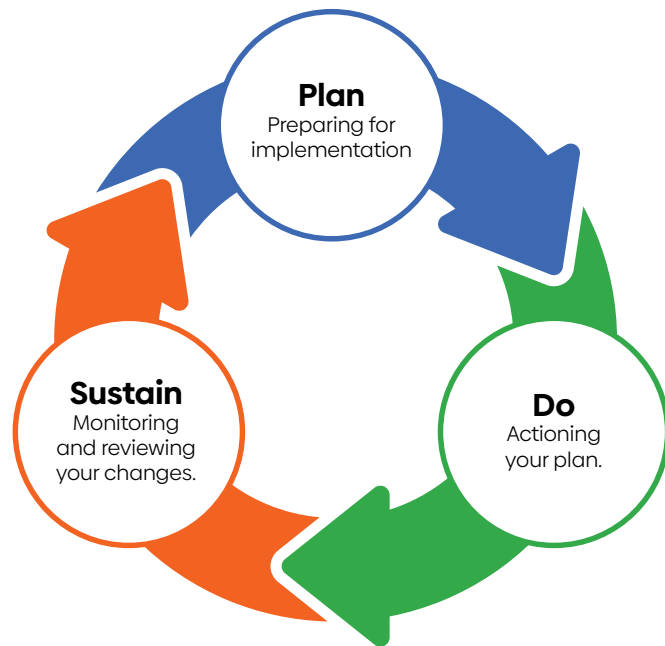 Plan
Preparing for
implementation
Do
Actioning
your plan.
Sustain
Monitoring
and reviewing
your changes.